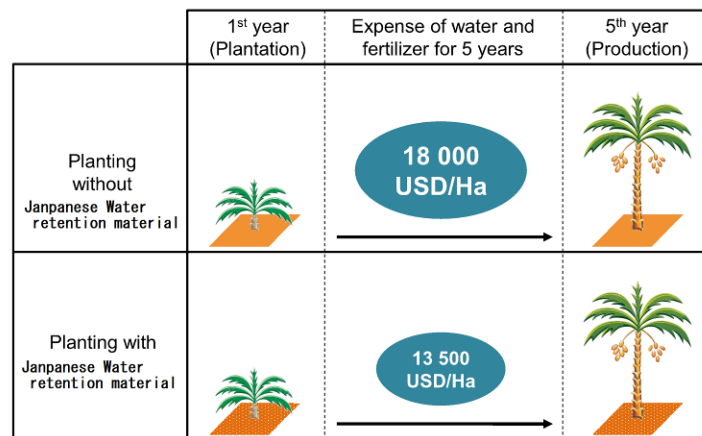 1st year
(Plantation)
Expense of water and
fertilizer for 5 years
5th year
(Production)
Planting
without
Janpanese Water
retention material
18 000
USD/Ha
Planting with
Janpanese Water
retention material
13 500
USD/Ha